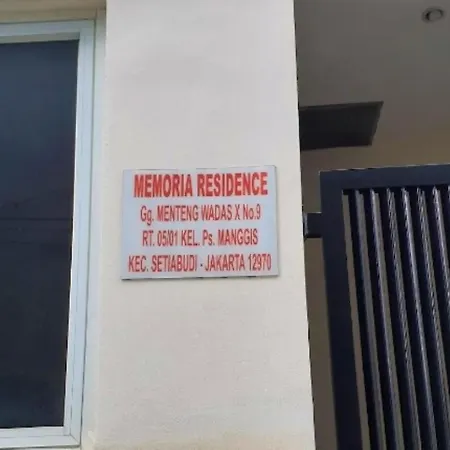 MEMORIA RESIDENCE
Gg. MENTENG WADAS X No.9
RT. 05/01 KEL. Ps. MANGGIS
KEC. SETIABUDI - JAKARTA 12970